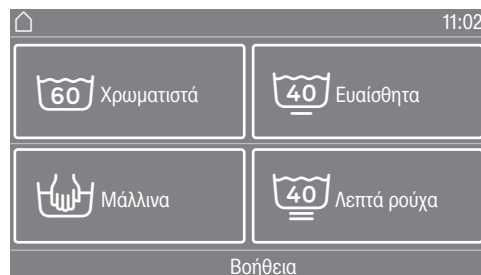 11:02
60 Χρωματιστά
40 Ευαίσθητα
Μάλλινα
40 Λεπτά ρούχα
Βοήθεια